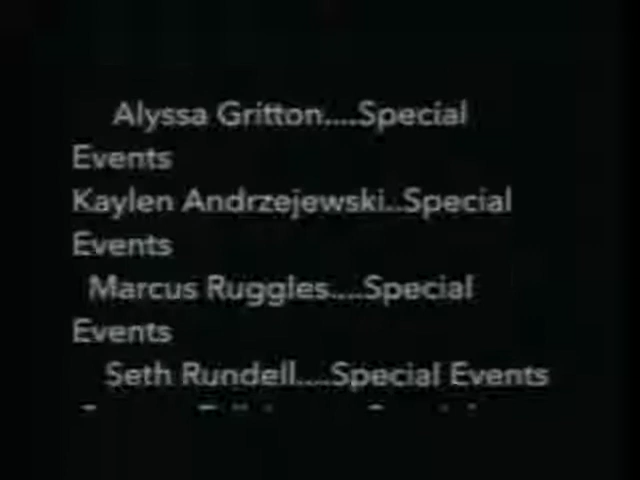 Alyssa Gritton....Special
Events
Kaylen Andrzejewski..Special
Events
Marcus Ruggles....Special
Events
Seth Rundell....Special Events